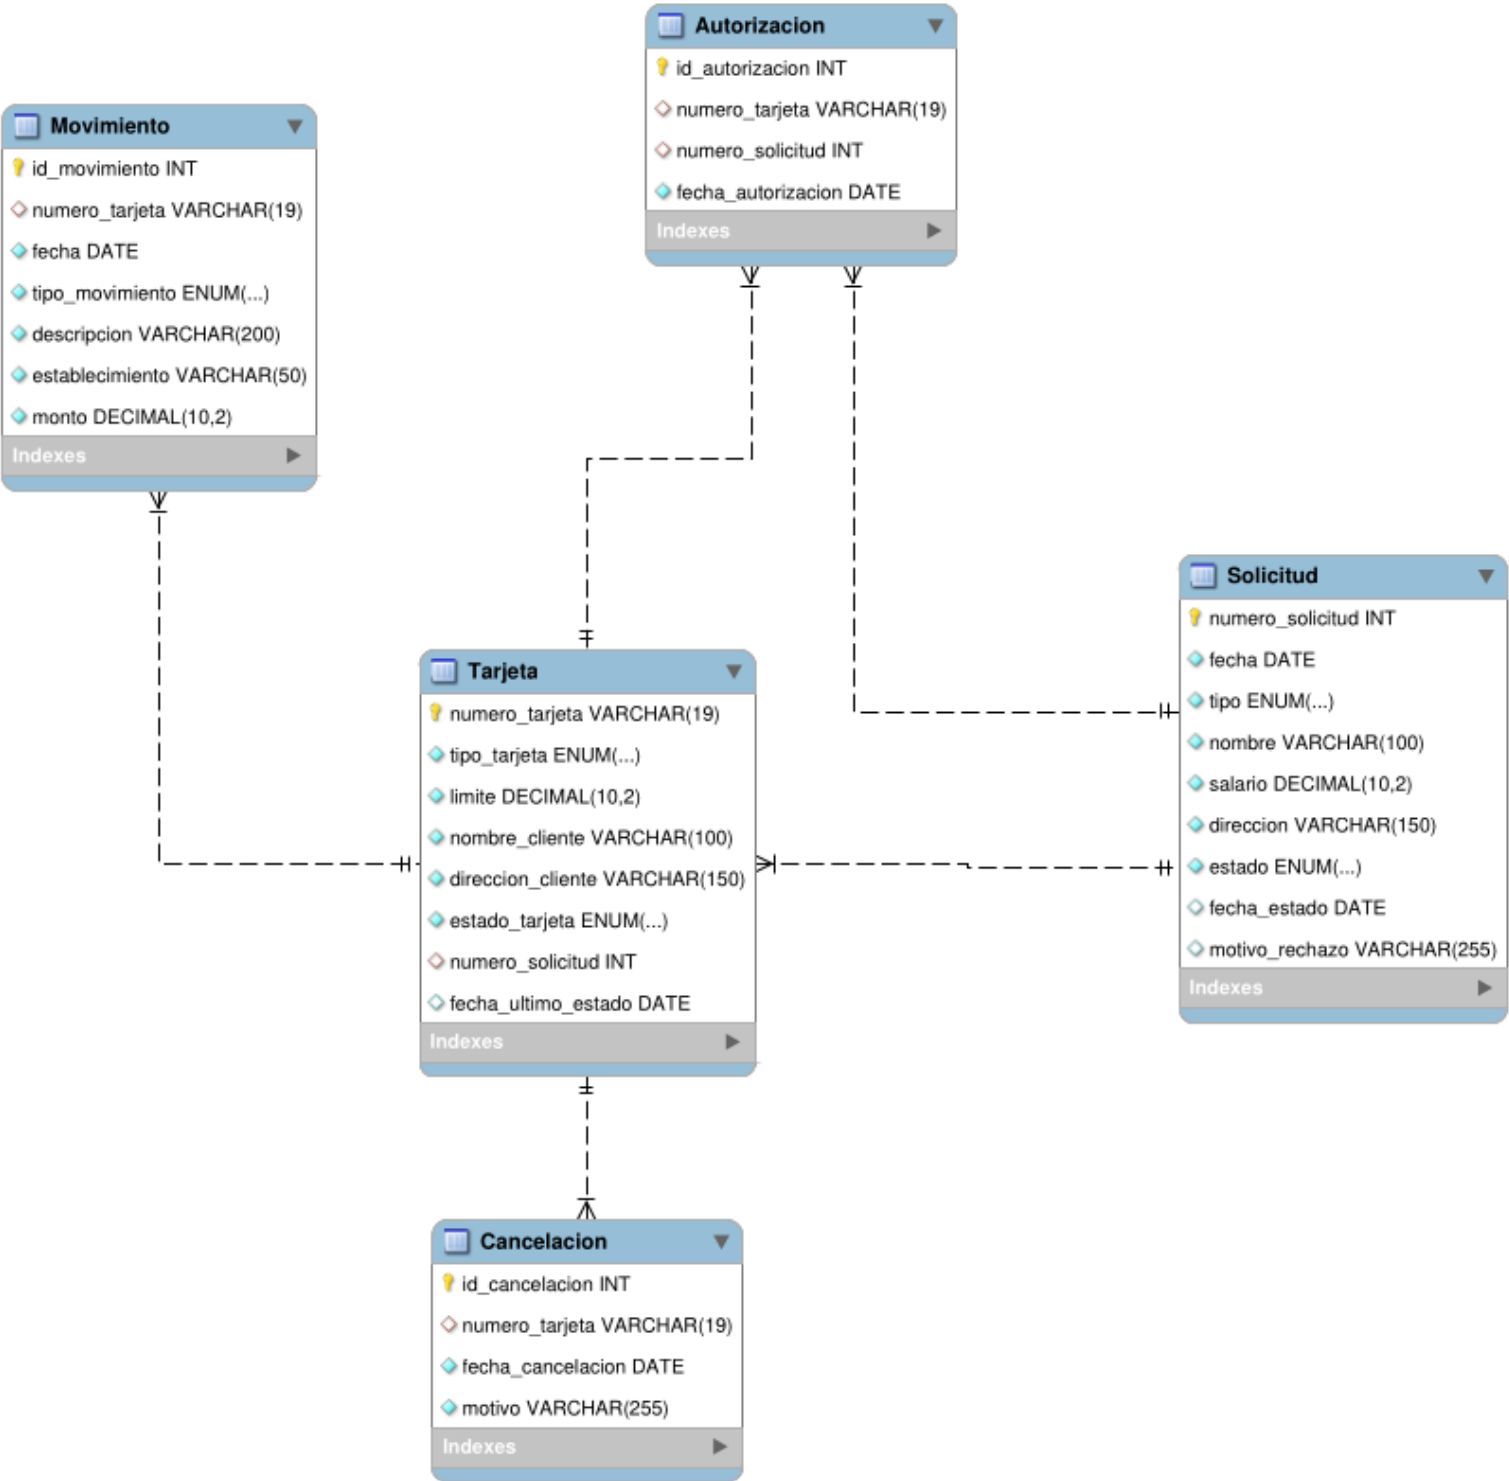 Autorizacion
id_autorizacion INT
numero_tarjeta VARCHAR(19)
numero_solicitud INT
fecha_autorizacion DATE
Indexes
Movimiento
id_movimiento INT
numero_tarjeta VARCHAR(19)
fecha DATE
tipo_movimiento ENUM(...)
descripcion VARCHAR(200)
establecimiento VARCHAR(50)
monto DECIMAL(10,2)
Indexes
Solicitud
numero_solicitud INT
fecha DATE
tipo ENUM(...)
nombre VARCHAR(100)
salario DECIMAL(10,2)
direccion VARCHAR(150)
estado ENUM(...)
fecha_estado DATE
motivo_rechazo VARCHAR(255)
Indexes
Tarjeta
numero_tarjeta VARCHAR(19)
tipo_tarjeta ENUM(...)
limite DECIMAL(10,2)
nombre_cliente VARCHAR(100)
direccion_cliente VARCHAR(150)
estado_tarjeta ENUM(...)
numero_solicitud INT
fecha_ultimo_estado DATE
Indexes
Cancelacion
id_cancelacion INT
numero_tarjeta VARCHAR(19)
fecha_cancelacion DATE
motivo VARCHAR(255)
Indexes